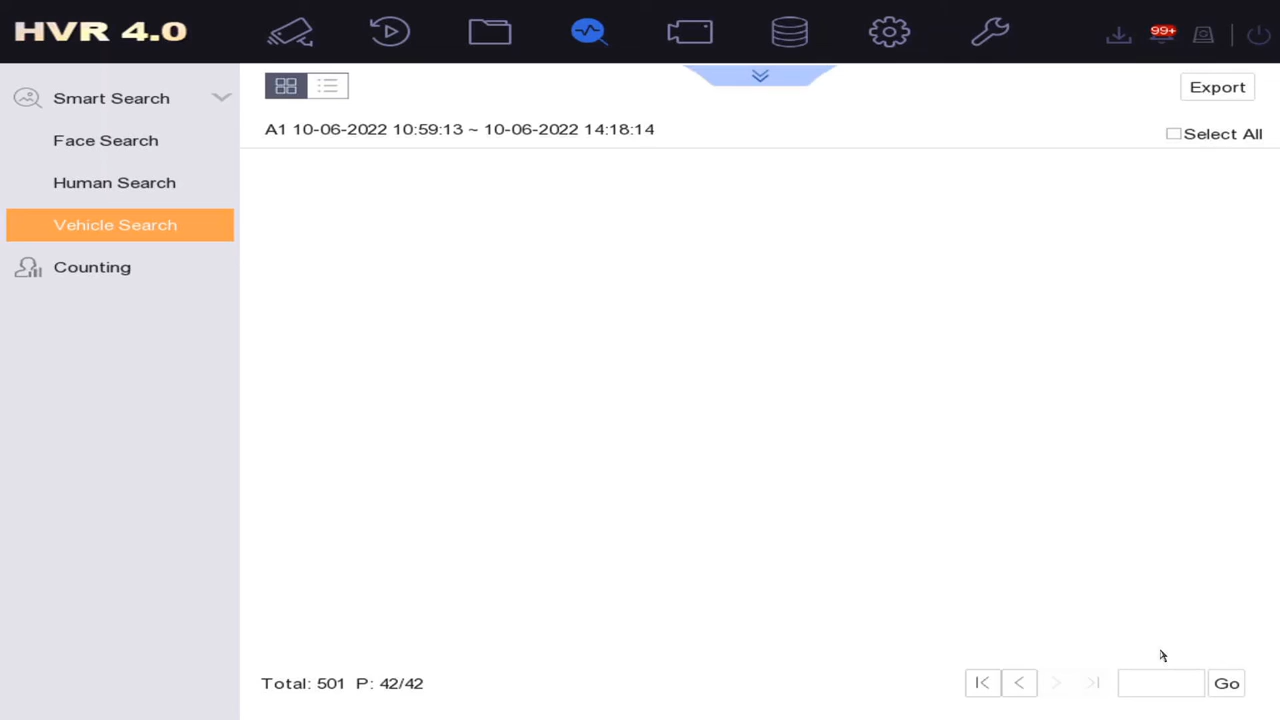 HVR 4.0
99+
Smart Search
Face Search
Human Search
Vehicle Search
Counting
Export
A1 10-06-2022 10:59:13 ~ 10-06-2022 14:18:14
Select All
Total: 501 P: 42/42
Go